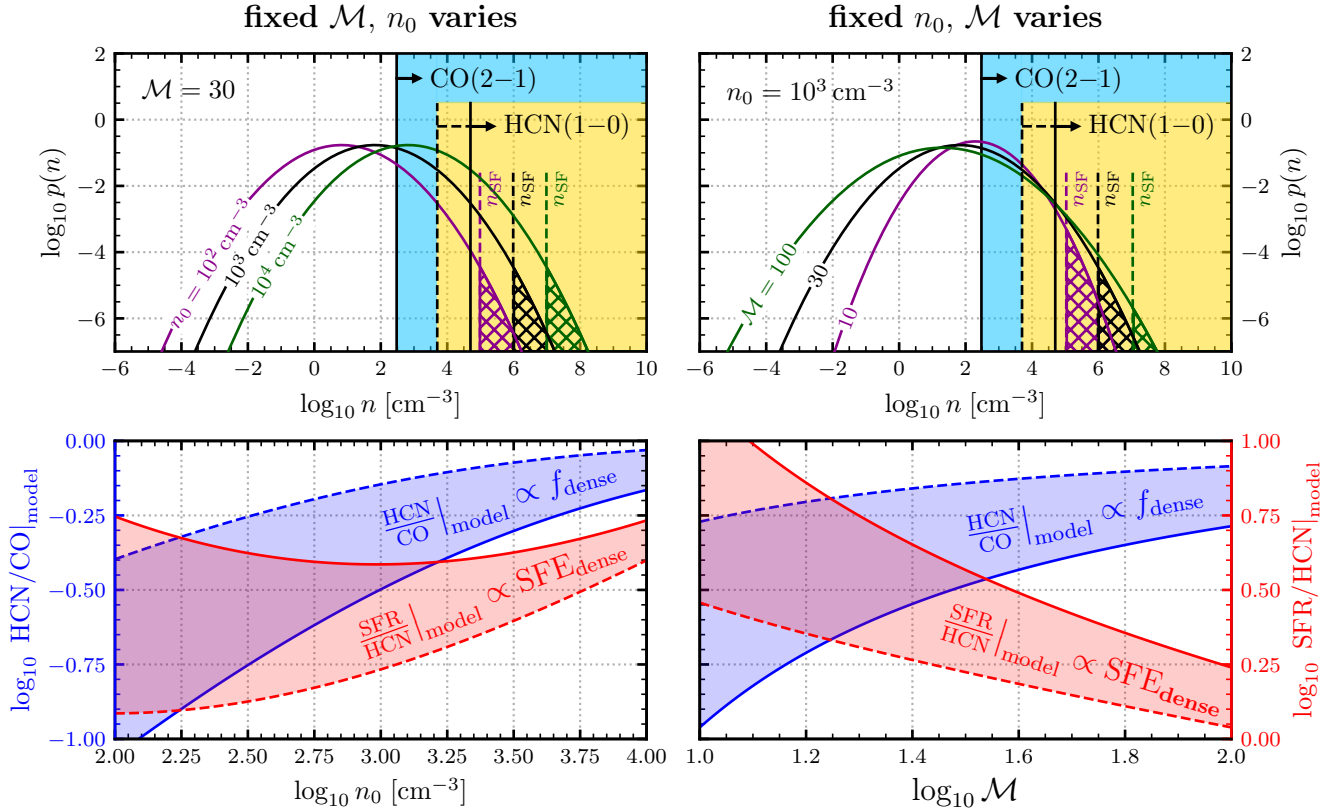 fixed ℳ, n₀ varies
fixed n₀, ℳ varies
2
0
−2
−4
−6
log₁₀ p(n)
ℳ = 30
CO(2−1)
HCN(1−0)
n_SF
n_SF
n_SF
n₀ = 10² cm⁻³
10³ cm⁻³
10⁴ cm⁻³
−6 −4 −2 0 2 4 6 8 10
log₁₀ n [cm⁻³]
n₀ = 10³ cm⁻³
CO(2−1)
HCN(1−0)
n_SF
n_SF
n_SF
ℳ = 100
30
10
2
0
−2
−4
−6
log₁₀ p(n)
−6 −4 −2 0 2 4 6 8 10
log₁₀ n [cm⁻³]
0.00
−0.25
−0.50
−0.75
−1.00
log₁₀ HCN/CO|model
HCN/CO|model ∝ f_dense
SFR/HCN|model ∝ SFE_dense
2.00 2.25 2.50 2.75 3.00 3.25 3.50 3.75 4.00
log₁₀ n₀ [cm⁻³]
HCN/CO|model ∝ f_dense
SFR/HCN|model ∝ SFE_dense
1.0 1.2 1.4 1.6 1.8 2.0
log₁₀ ℳ
1.00
0.75
0.50
0.25
0.00
log₁₀ SFR/HCN|model